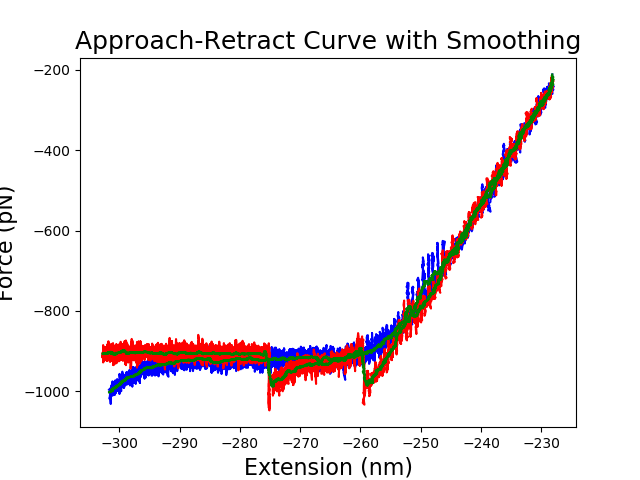 Approach-Retract Curve with Smoothing
−200
−400
−600
−800
−1000
Force (pN)
−300 −290 −280 −270 −260 −250 −240 −230
Extension (nm)